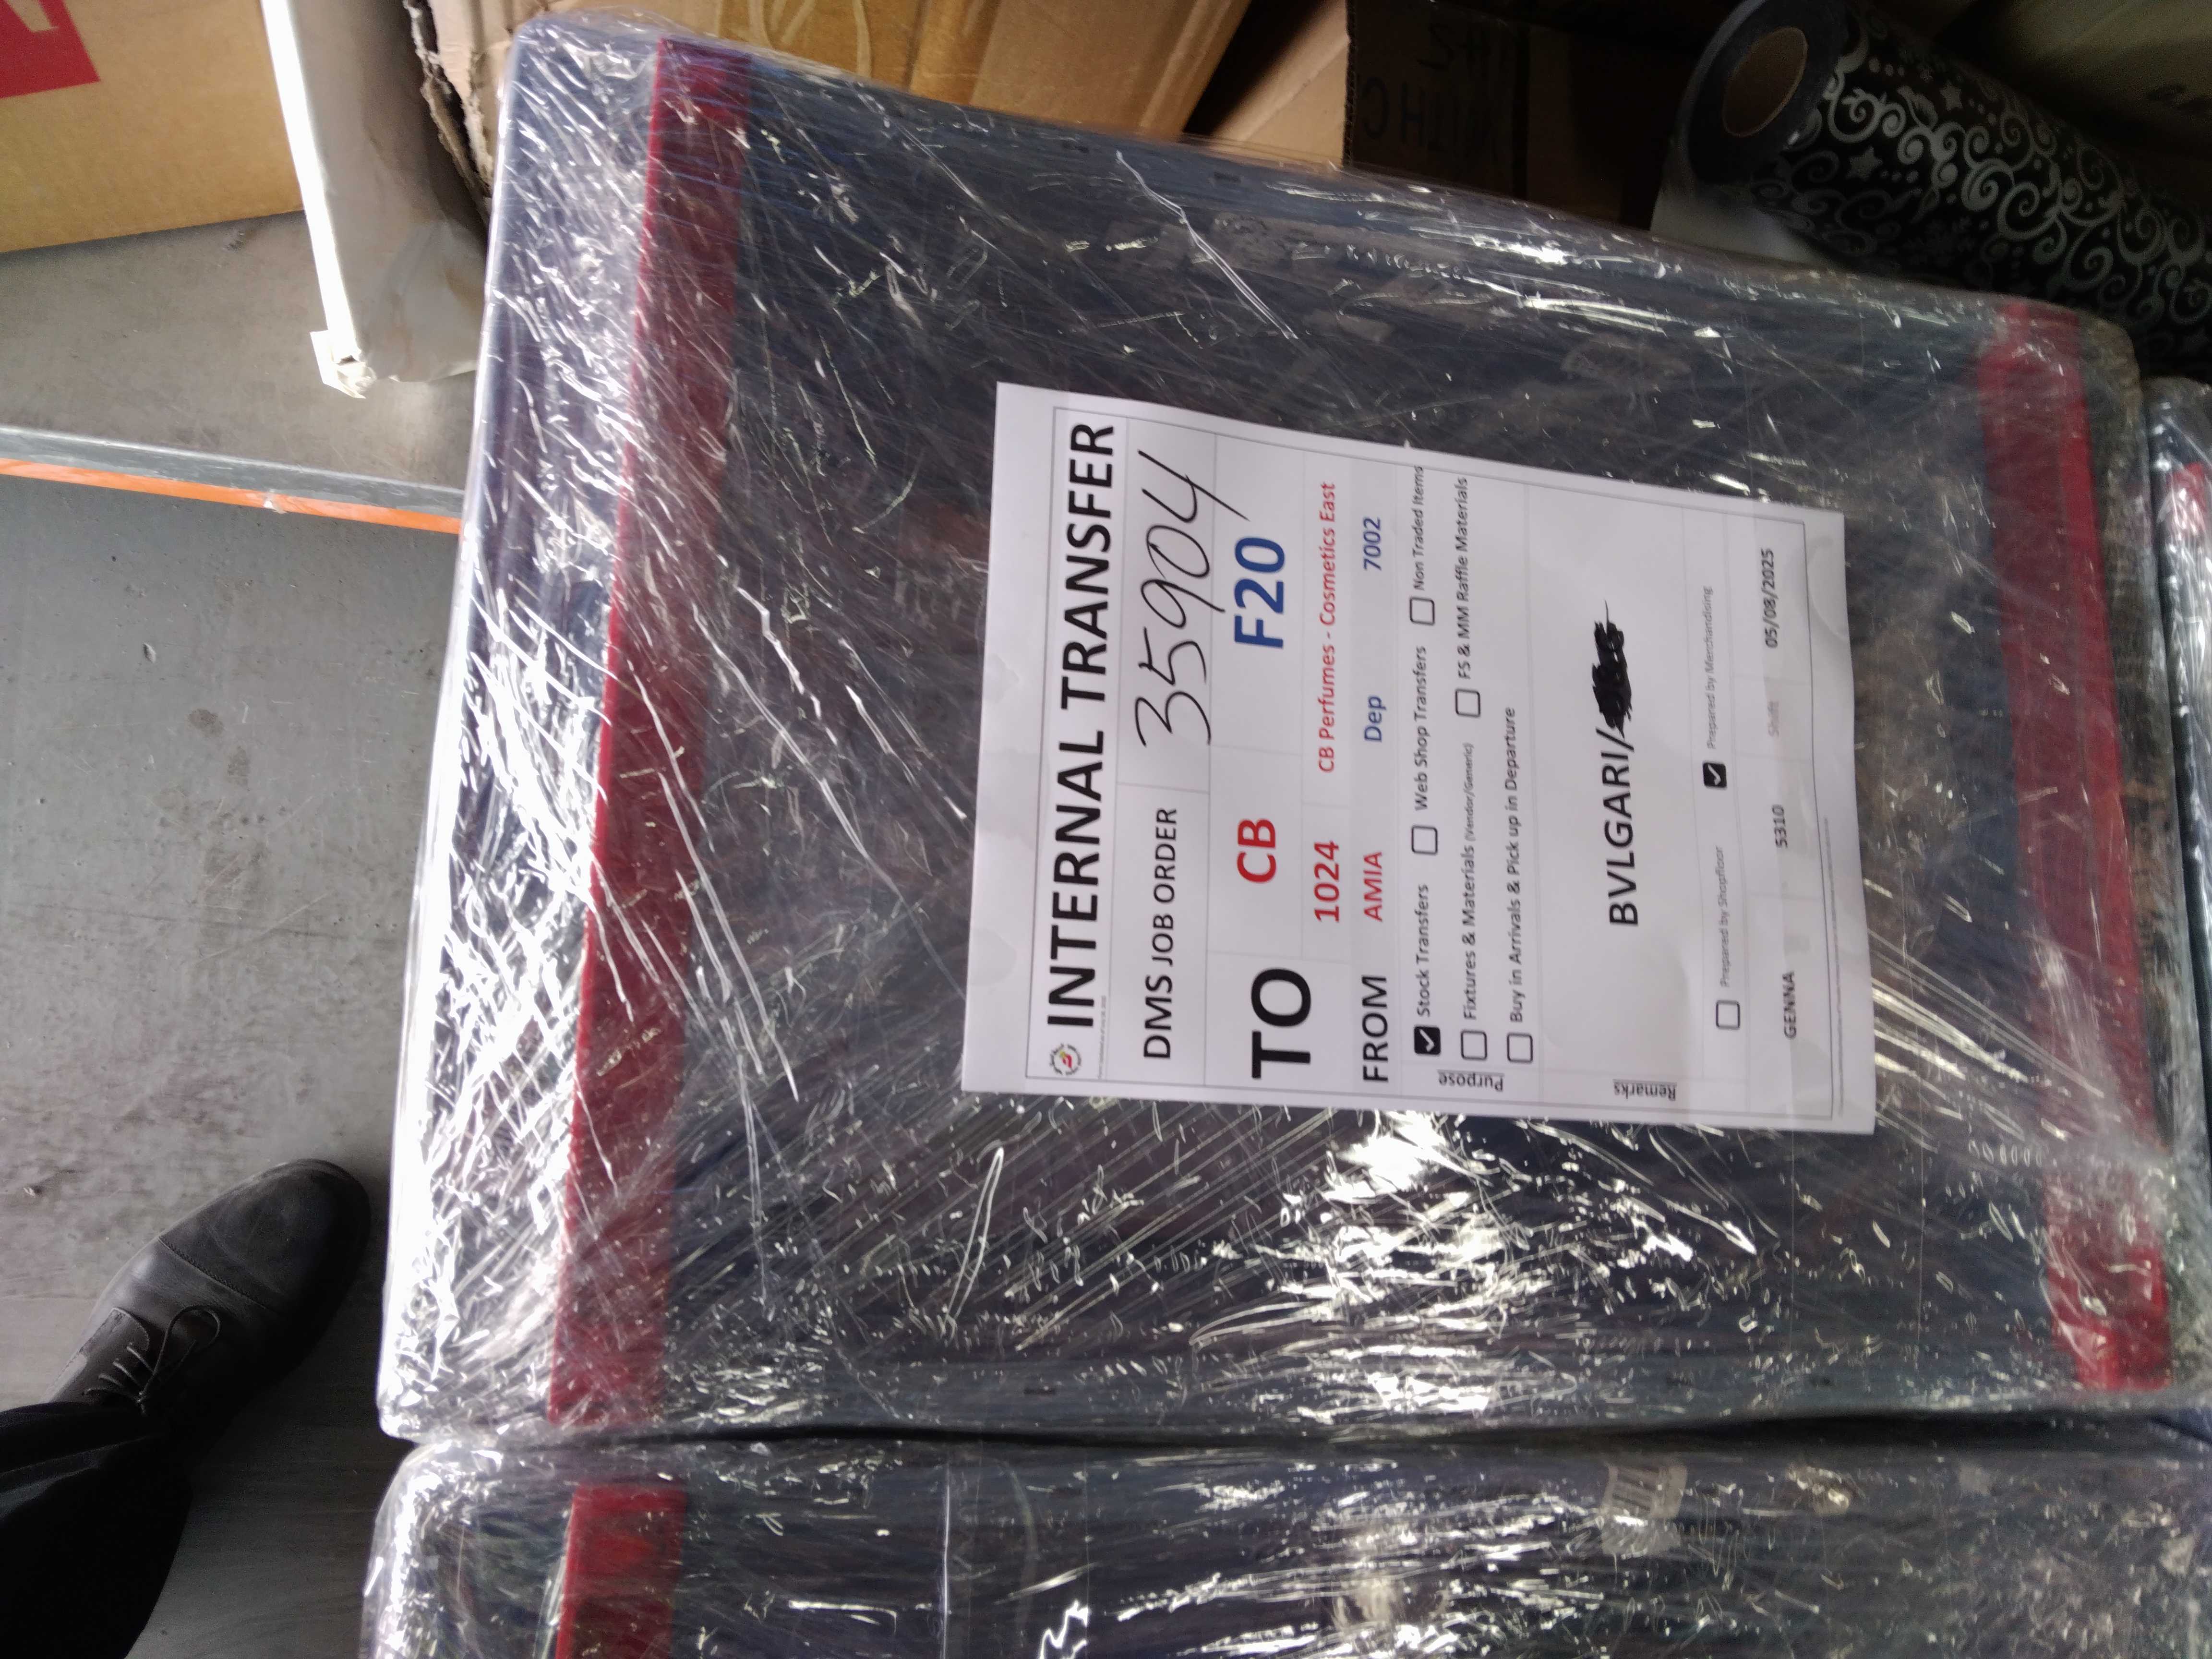 INTERNAL TRANSFER
DMS JOB ORDER 35904
TO CB F20
1024 CB Perfumes - Cosmetics East
FROM AMIA Dep 7002
Purpose
Stock Transfers Web Shop Transfers Non Traded Items
Fixtures & Materials (Vendor/Generic) FS & MM Raffle Materials
Buy in Arrivals & Pick up in Departure
Remarks
BVLGARI/
Prepared by Shopfloor Prepared by Merchandising
GENNA 5310 Shift 05/08/2025